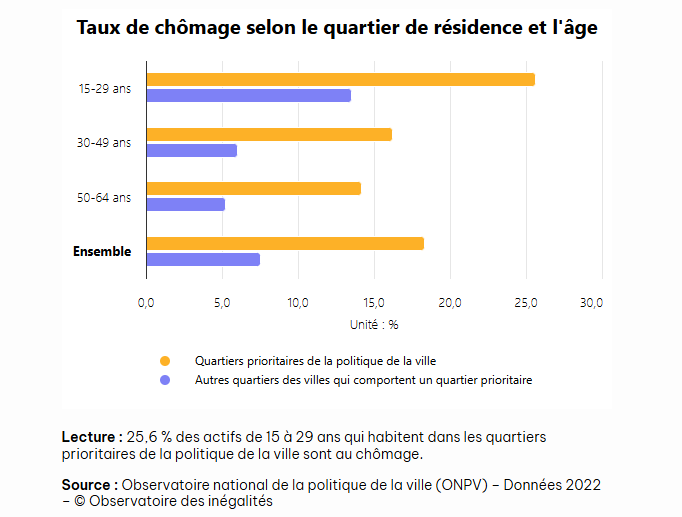 Taux de chômage selon le quartier de résidence et l'âge
15-29 ans
30-49 ans
50-64 ans
Ensemble
0,0 5,0 10,0 15,0 20,0 25,0 30,0
Unité : %
Quartiers prioritaires de la politique de la ville
Autres quartiers des villes qui comportent un quartier prioritaire
Lecture : 25,6 % des actifs de 15 à 29 ans qui habitent dans les quartiers
prioritaires de la politique de la ville sont au chômage.
Source : Observatoire national de la politique de la ville (ONPV) – Données 2022
– © Observatoire des inégalités